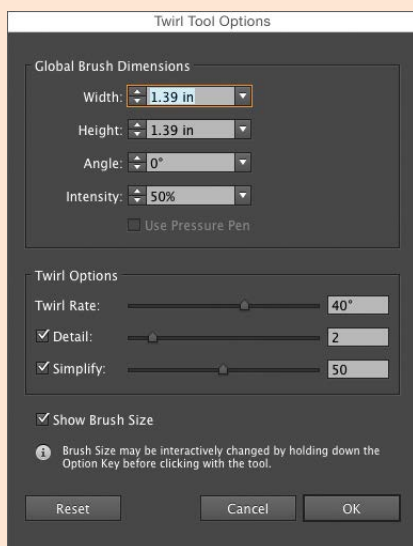 Twirl Tool Options
Global Brush Dimensions
Width: 1.39 in
Height: 1.39 in
Angle: 0°
Intensity: 50%
Use Pressure Pen
Twirl Options
Twirl Rate: 40°
Detail: 2
Simplify: 50
Show Brush Size
Brush Size may be interactively changed by holding down the
Option Key before clicking with the tool.
Reset Cancel OK